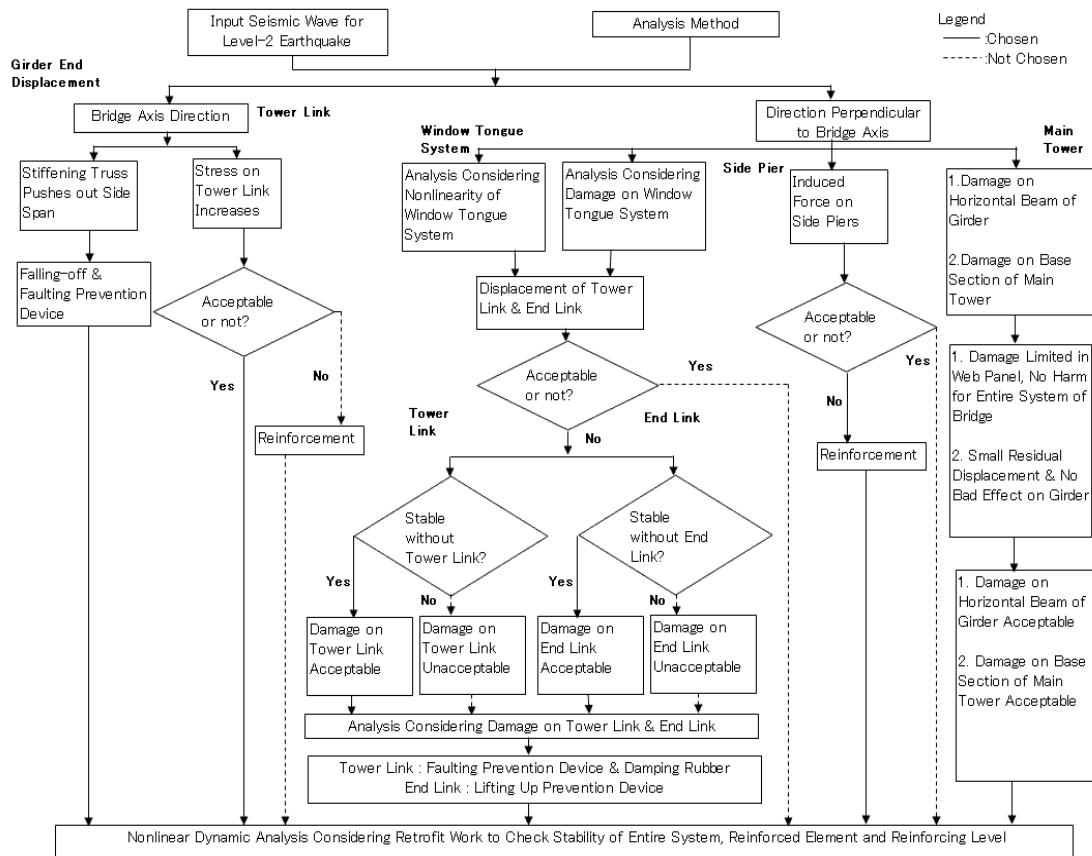 Input Seismic Wave for
Level-2 Earthquake
Analysis Method
Legend
:Chosen
:Not Chosen
Girder End
Displacement
Bridge Axis Direction
Tower Link
Direction Perpendicular
to Bridge Axis
Window Tongue
System
Side Pier
Main
Tower
Stiffening Truss
Pushes out Side
Span
Stress on
Tower Link
Increases
Analysis Considering
Nonlinearity of
Window Tongue
System
Analysis Considering
Damage on Window
Tongue System
Induced
Force on
Side Piers
1.Damage on
Horizontal Beam of
Girder
2.Damage on Base
Section of Main
Tower
Falling-off &
Faulting Prevention
Device
Acceptable
or not?
Yes
No
Reinforcement
Displacement of Tower
Link & End Link
Acceptable
or not?
Yes
No
Acceptable
or not?
Yes
No
Reinforcement
1. Damage Limited in
Web Panel, No Harm
for Entire System of
Bridge
2. Small Residual
Displacement & No
Bad Effect on Girder
Tower
Link
End Link
Stable
without
Tower Link?
Yes
No
Stable
without End
Link?
Yes
No
Damage on
Tower Link
Acceptable
Damage on
Tower Link
Unacceptable
Damage on
End Link
Acceptable
Damage on
End Link
Unacceptable
1. Damage on
Horizontal Beam of
Girder Acceptable
2. Damage on Base
Section of Main
Tower Acceptable
Analysis Considering Damage on Tower Link & End Link
Tower Link : Faulting Prevention Device & Damping Rubber
End Link : Lifting Up Prevention Device
Nonlinear Dynamic Analysis Considering Retrofit Work to Check Stability of Entire System, Reinforced Element and Reinforcing Level